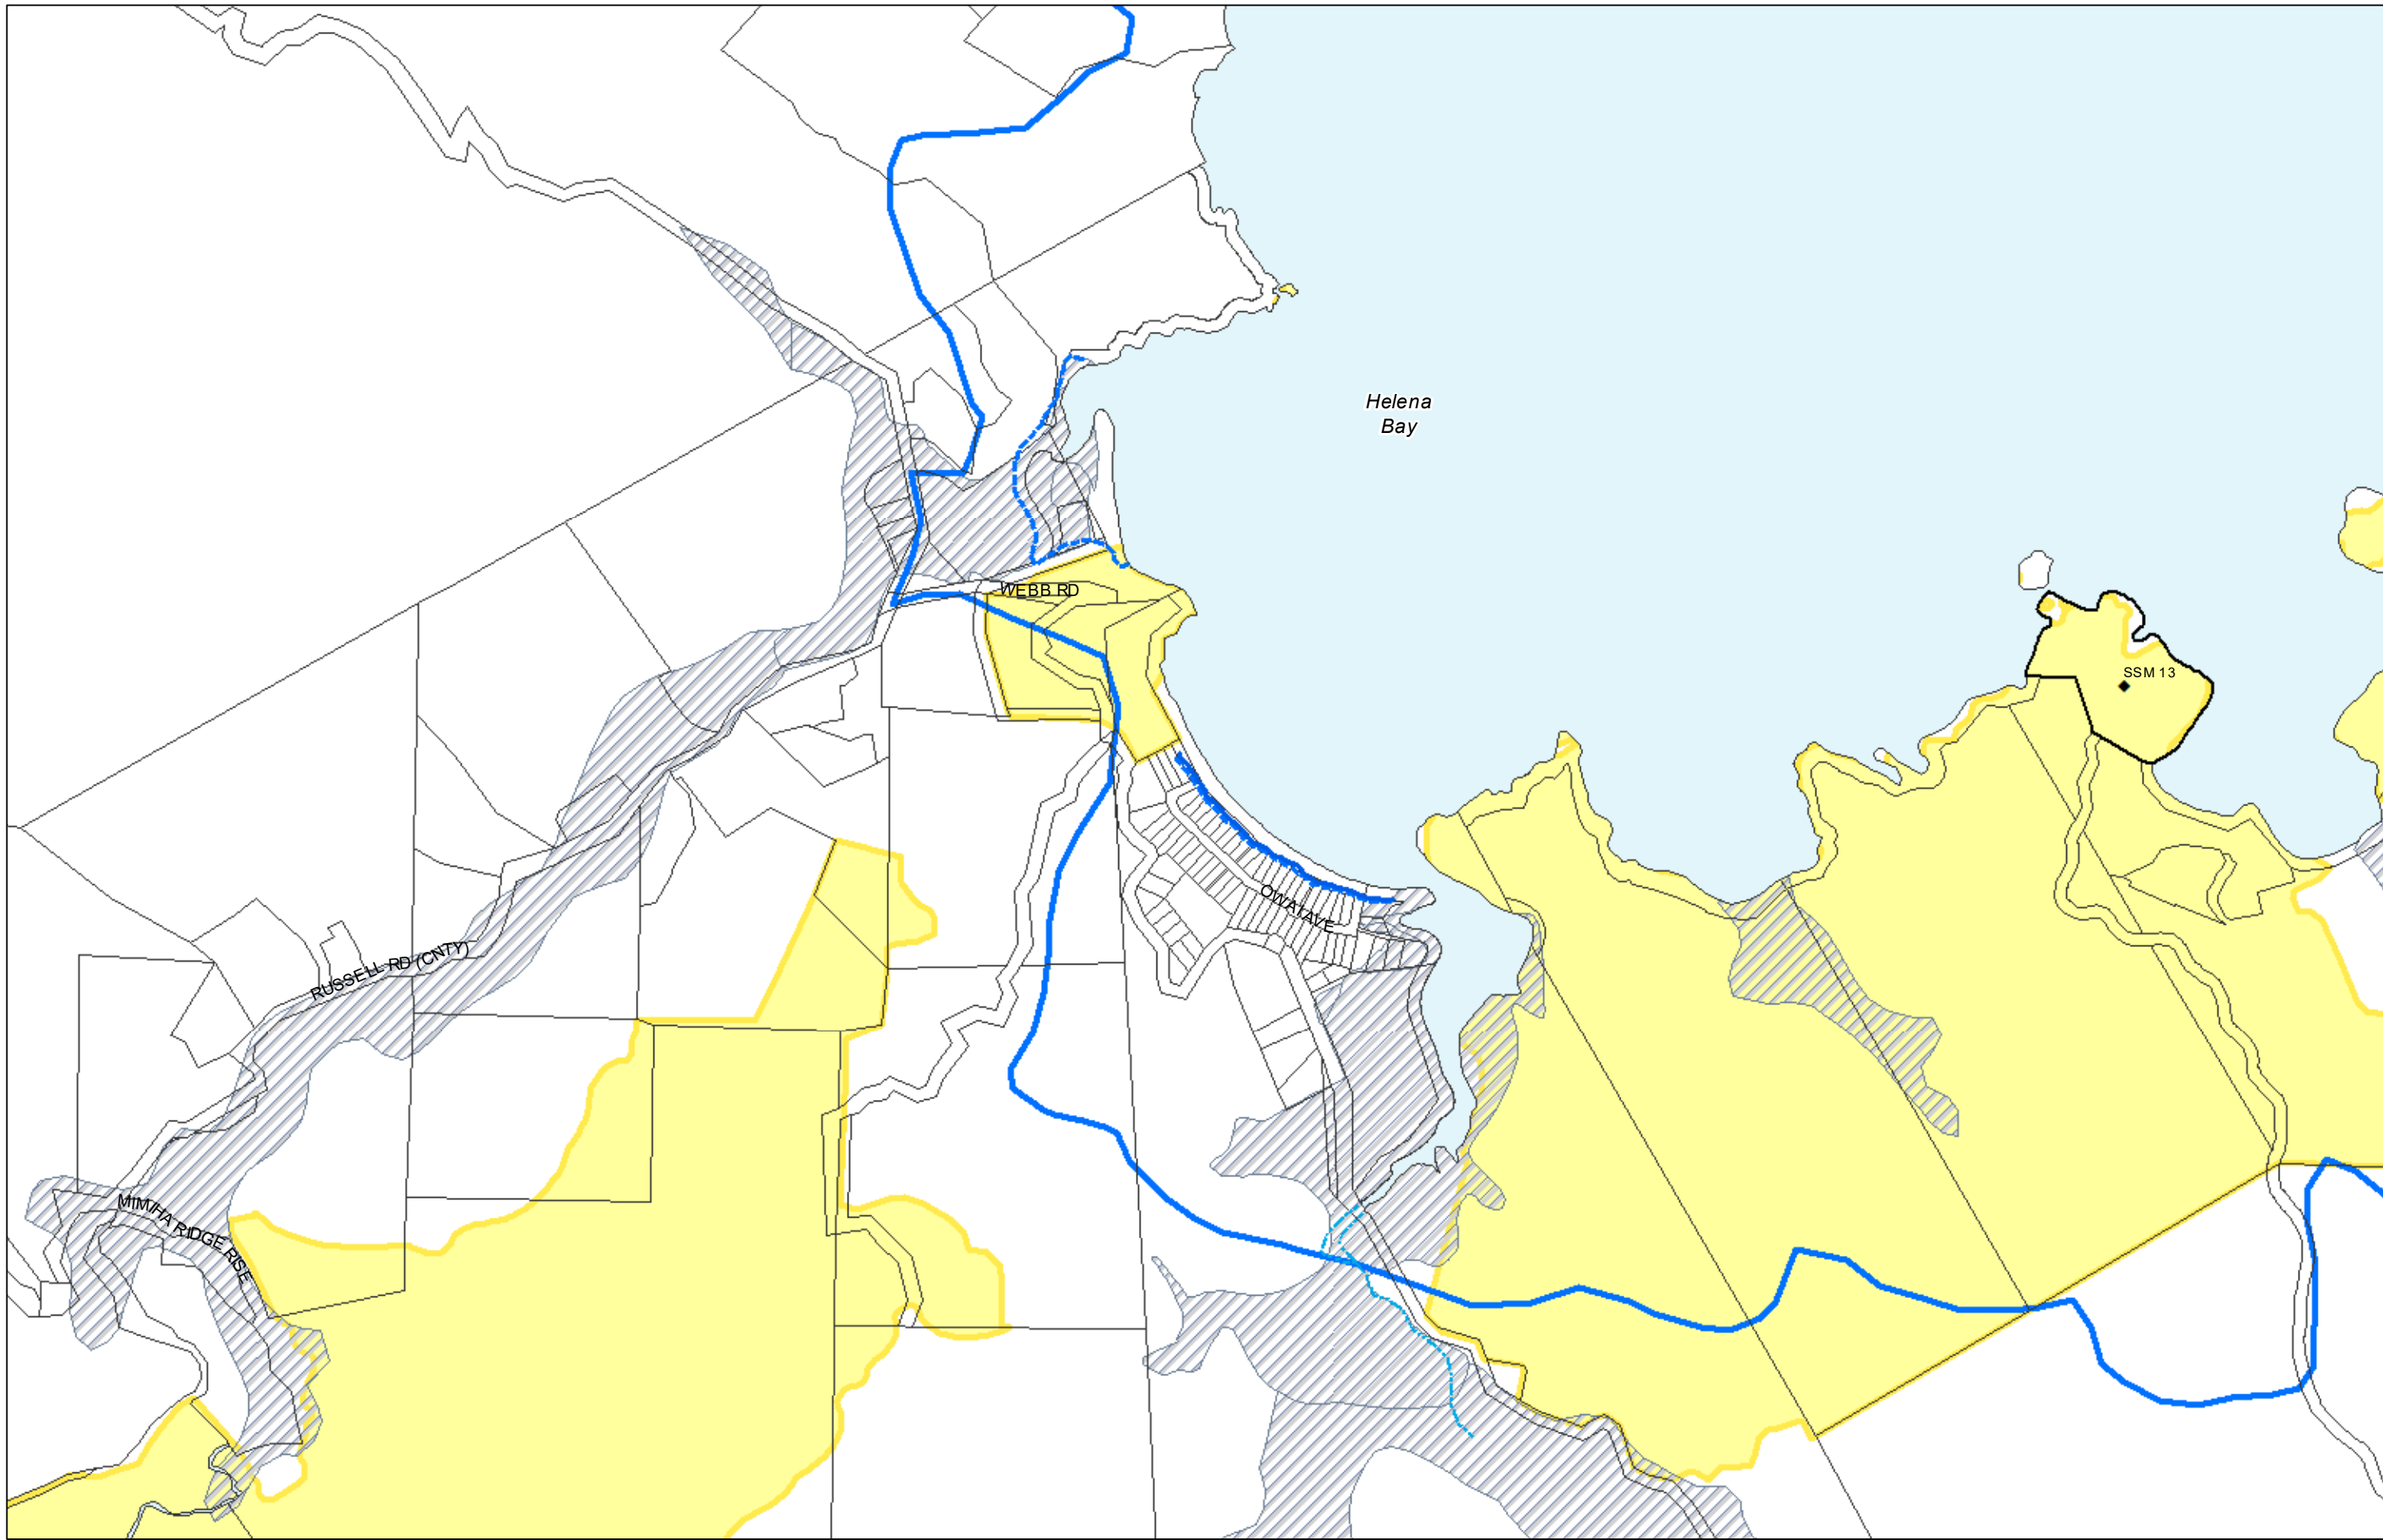 Helena
Bay
WEBB RD
SSM 13
OWAI AVE
RUSSELL RD (CNTY)
MIMIHA RIDGE RISE